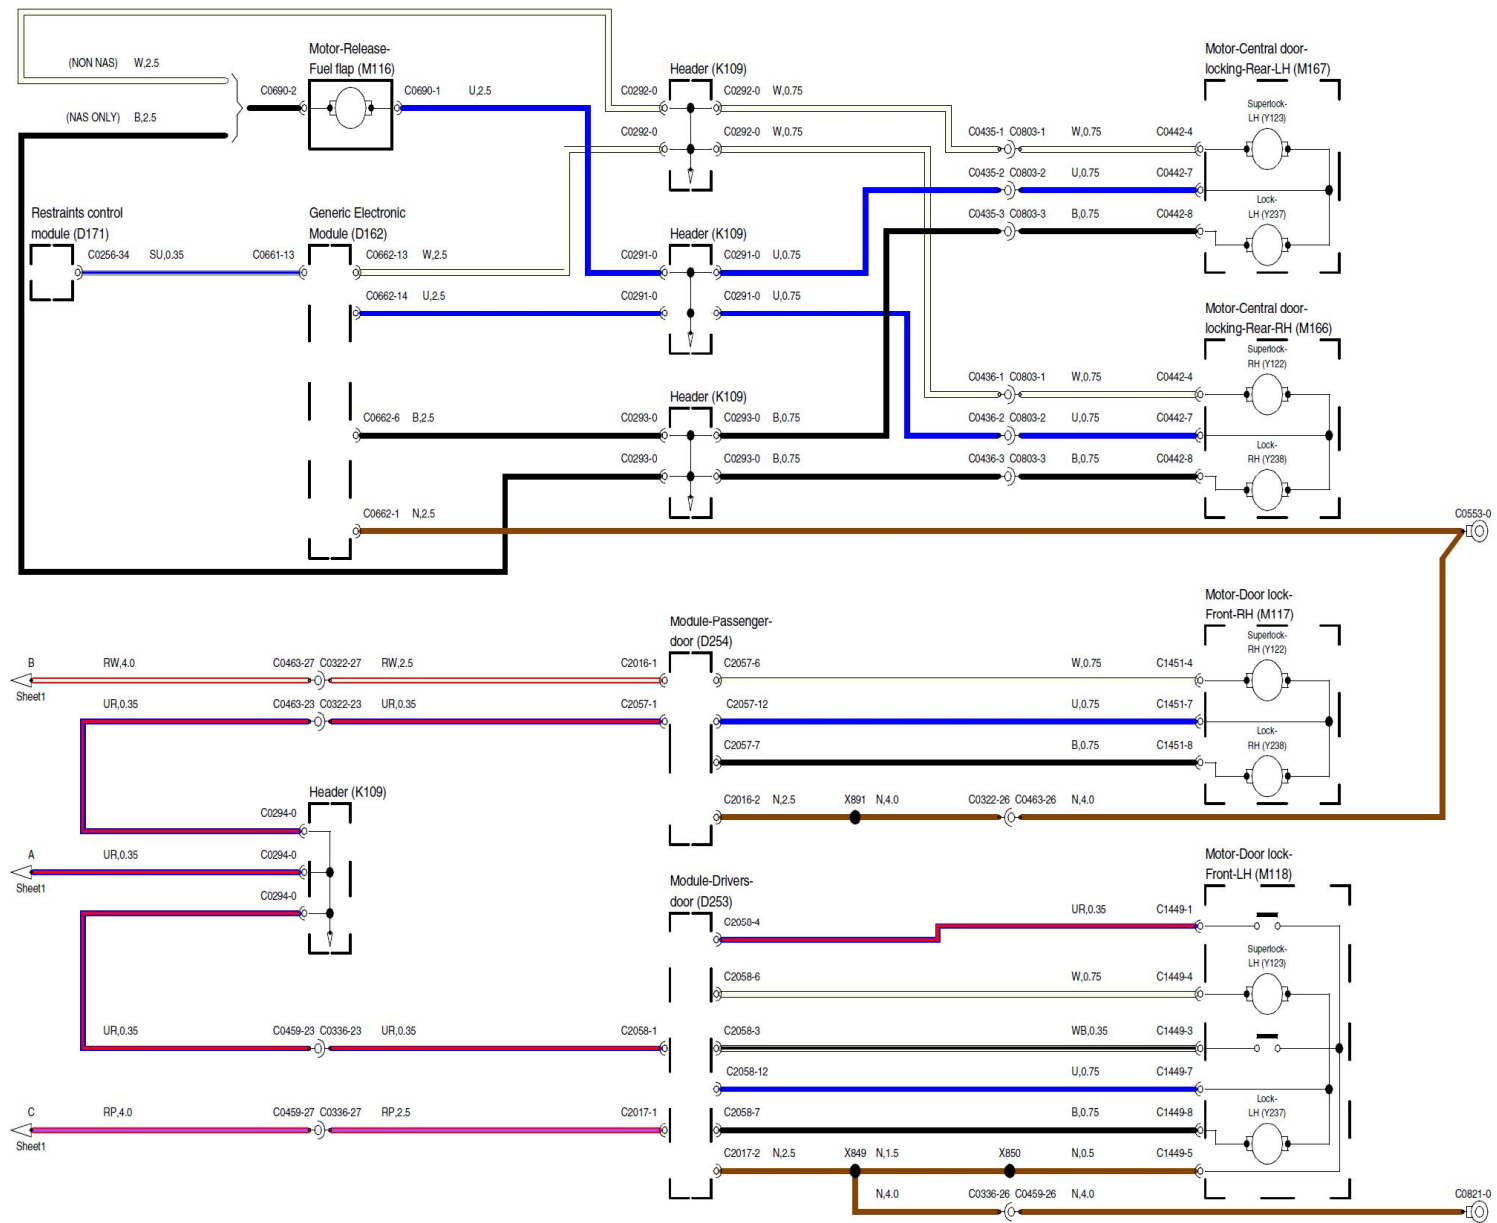 Motor-Release-
Fuel flap (M116)
Header (K109)
Motor-Central door-
locking-Rear-LH (M167)
(NON NAS) W,2.5
C0690-2
C0690-1 U,2.5
C0292-0
C0292-0 W,0.75
Superlock-
LH (Y123)
(NAS ONLY) B,2.5
C0292-0
C0292-0 W,0.75
C0435-1 C0803-1 W,0.75 C0442-4
C0435-2 C0803-2 U,0.75 C0442-7
Lock-
LH (Y237)
C0435-3 C0803-3 B,0.75 C0442-8
Restraints control
module (D171)
Generic Electronic
Module (D162)
Header (K109)
C0256-34 SU,0.35 C0661-13
C0662-13 W,2.5
C0291-0
C0291-0 U,0.75
C0662-14 U,2.5
C0291-0
C0291-0 U,0.75
Motor-Central door-
locking-Rear-RH (M166)
Superlock-
RH (Y122)
C0436-1 C0803-1 W,0.75 C0442-4
Header (K109)
C0662-6 B,2.5
C0293-0
C0293-0 B,0.75
C0436-2 C0803-2 U,0.75 C0442-7
Lock-
RH (Y238)
C0293-0
C0293-0 B,0.75
C0436-3 C0803-3 B,0.75 C0442-8
C0662-1 N,2.5
C0553-0
Motor-Door lock-
Front-RH (M117)
Module-Passenger-
door (D254)
Superlock-
RH (Y122)
B
Sheet1
RW,4.0 C0463-27 C0322-27 RW,2.5 C2016-1
C2057-6 W,0.75 C1451-4
UR,0.35 C0463-23 C0322-23 UR,0.35 C2057-1
C2057-12 U,0.75 C1451-7
Lock-
RH (Y238)
C2057-7 B,0.75 C1451-8
Header (K109)
C0294-0
C2016-2 N,2.5 X891 N,4.0 C0322-26 C0463-26 N,4.0
A
Sheet1
UR,0.35 C0294-0
Motor-Door lock-
Front-LH (M118)
Module-Drivers-
door (D253)
C0294-0
C2058-4 UR,0.35 C1449-1
Superlock-
LH (Y123)
C2058-6 W,0.75 C1449-4
UR,0.35 C0459-23 C0336-23 UR,0.35 C2058-1
C2058-3 WB,0.35 C1449-3
C2058-12 U,0.75 C1449-7
Lock-
LH (Y237)
C
Sheet1
RP,4.0 C0459-27 C0336-27 RP,2.5 C2017-1
C2058-7 B,0.75 C1449-8
C2017-2 N,2.5 X849 N,1.5 X850 N,0.5 C1449-5
N,4.0 C0336-26 C0459-26 N,4.0 C0821-0